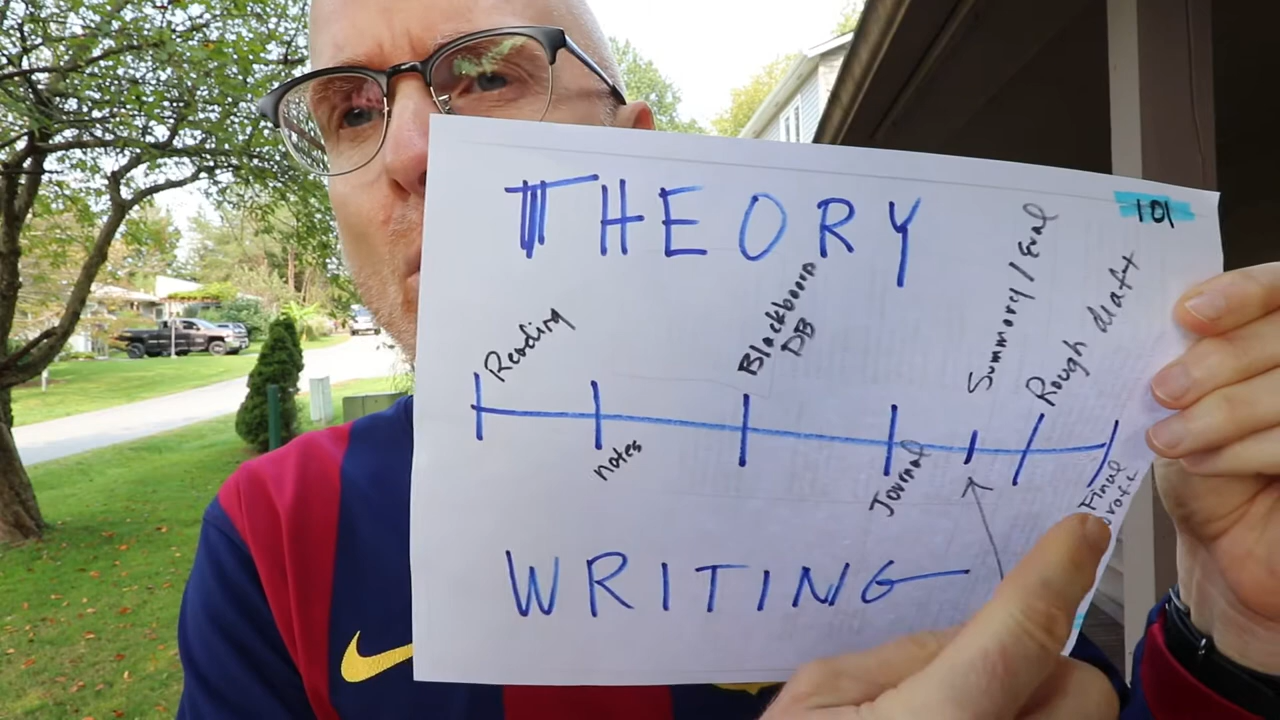 THEORY
101
Reading
notes
Blackboard
DB
Journal
Summary/Eval
Rough draft
Final
WRITING